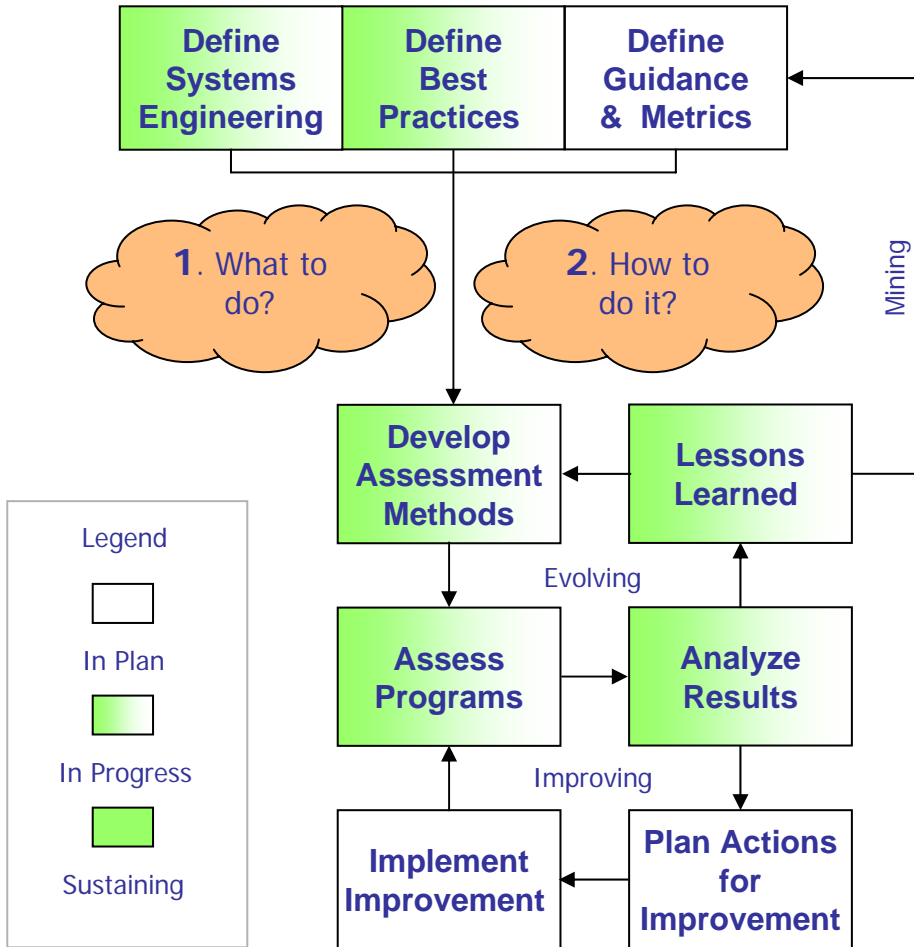 Define
Systems
Engineering
Define
Best
Practices
Define
Guidance
& Metrics
1. What to
do?
2. How to
do it?
Mining
Develop
Assessment
Methods
Lessons
Learned
Evolving
Assess
Programs
Analyze
Results
Improving
Implement
Improvement
Plan Actions
for
Improvement
Legend
In Plan
In Progress
Sustaining